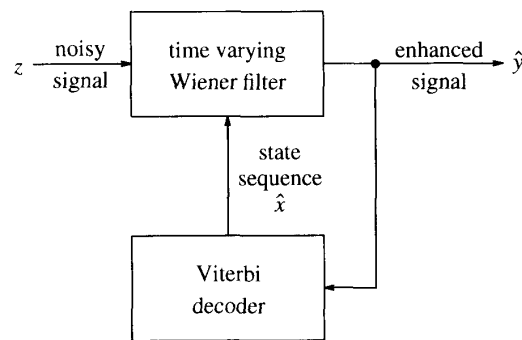 z
noisy
signal
time varying
Wiener filter
enhanced
signal
ŷ
state
sequence
x̂
Viterbi
decoder